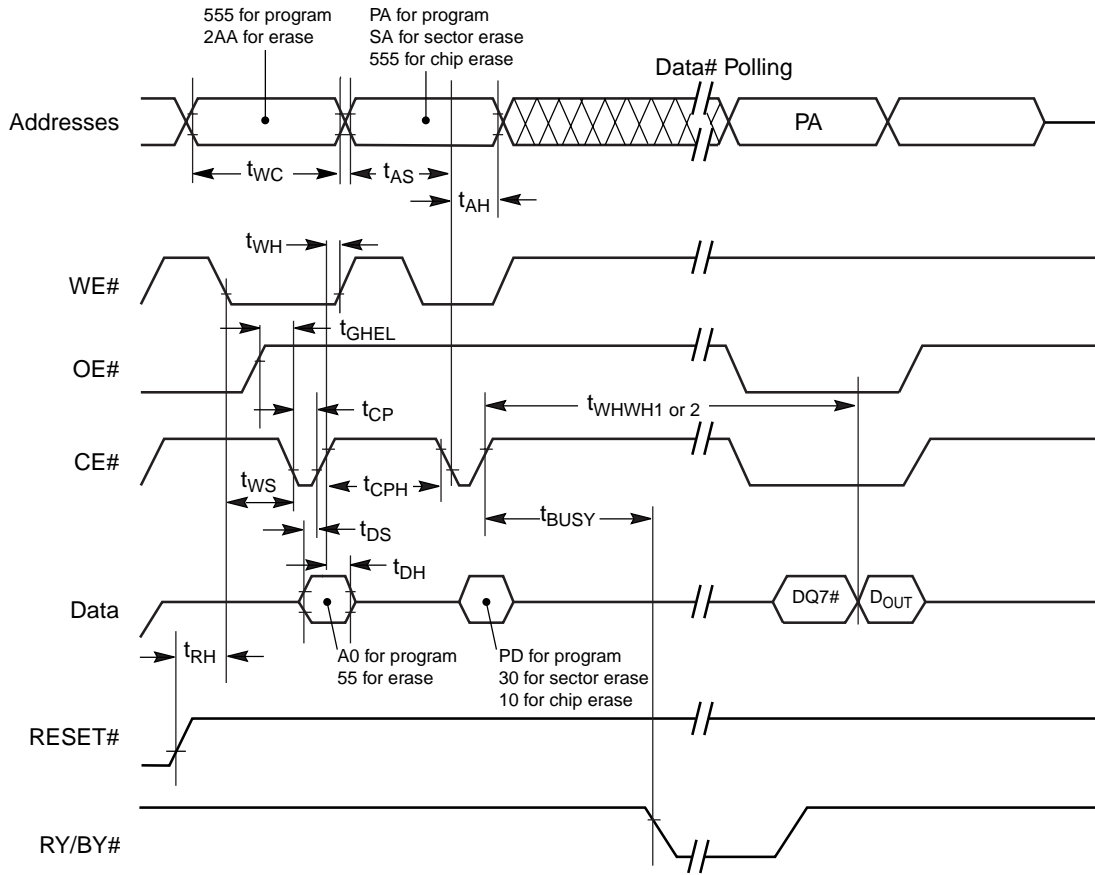 555 for program
2AA for erase
PA for program
SA for sector erase
555 for chip erase
Data# Polling
Addresses
PA
tWC
tAS
tAH
tWH
WE#
tGHEL
OE#
tCP
tWHWH1 or 2
CE#
tWS
tCPH
tBUSY
tDS
tDH
Data
DQ7#
DOUT
tRH
A0 for program
55 for erase
PD for program
30 for sector erase
10 for chip erase
RESET#
RY/BY#